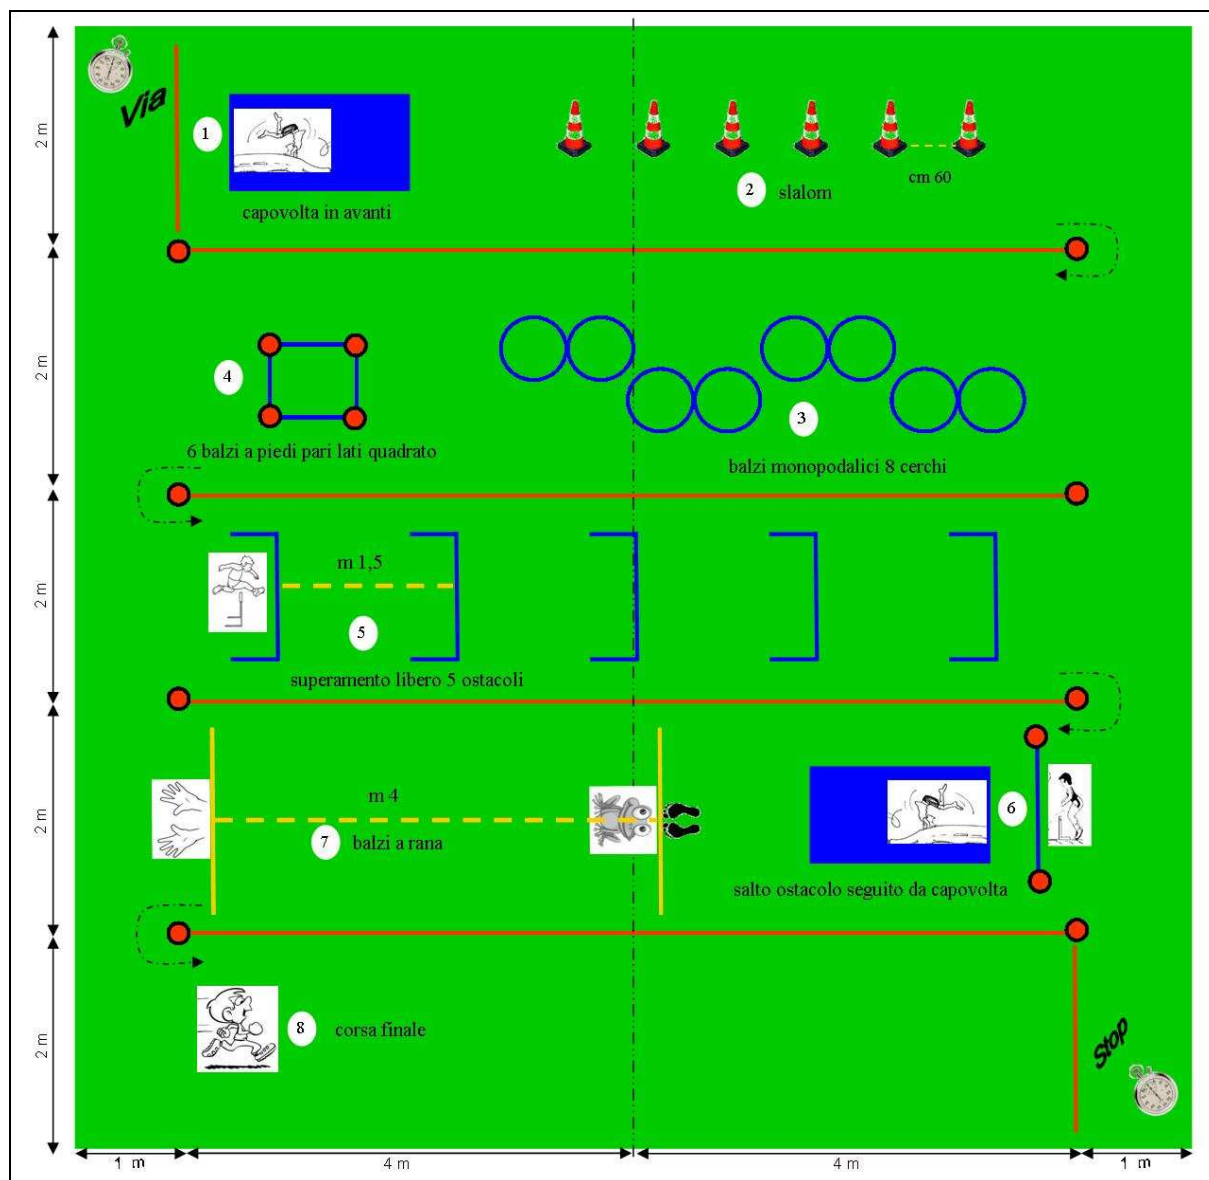 Via
1
capovolta in avanti
2
slalom
cm 60
2 m
4
6 balzi a piedi pari lati quadrato
3
balzi monopodalici 8 cerchi
2 m
m 1,5
5
superamento libero 5 ostacoli
2 m
m 4
7
balzi a rana
6
salto ostacolo seguito da capovolta
2 m
8
corsa finale
Stop
2 m
1 m
4 m
4 m
1 m